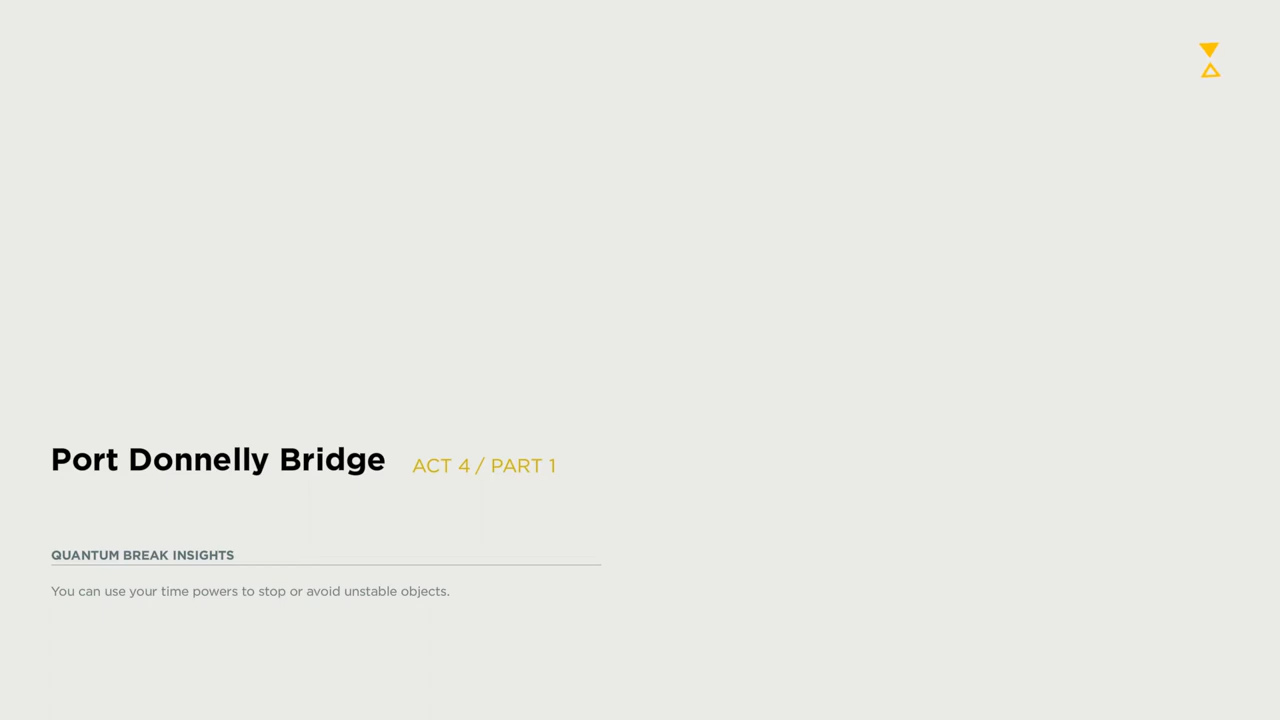 Port Donnelly Bridge ACT 4 / PART 1
QUANTUM BREAK INSIGHTS
You can use your time powers to stop or avoid unstable objects.